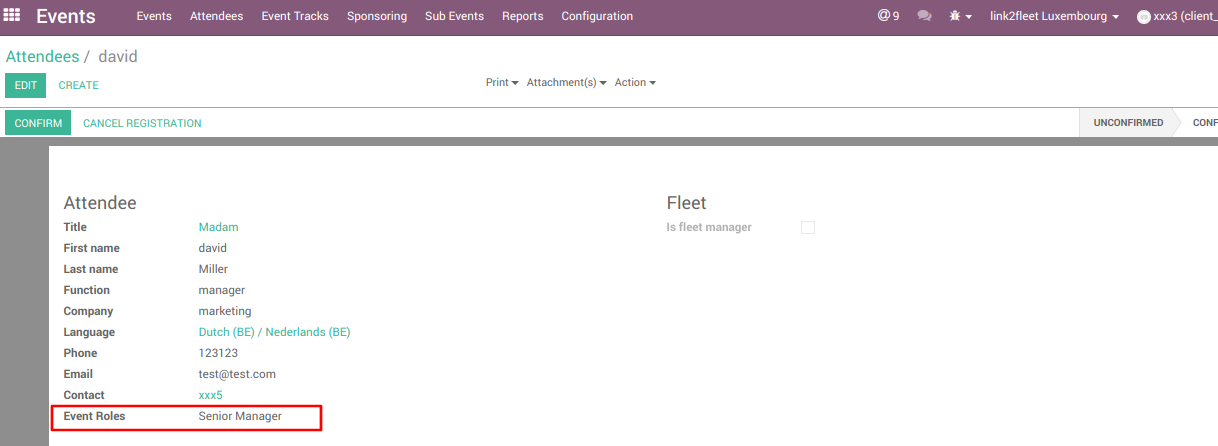 Events Events Attendees Event Tracks Sponsoring Sub Events Reports Configuration @ 9 link2fleet Luxembourg xxx3 (client_
Attendees / david
EDIT CREATE Print Attachment(s) Action
CONFIRM CANCEL REGISTRATION UNCONFIRMED CONF
Attendee Fleet
Title Madam Is fleet manager
First name david
Last name Miller
Function manager
Company marketing
Language Dutch (BE) / Nederlands (BE)
Phone 123123
Email test@test.com
Contact xxx5
Event Roles Senior Manager